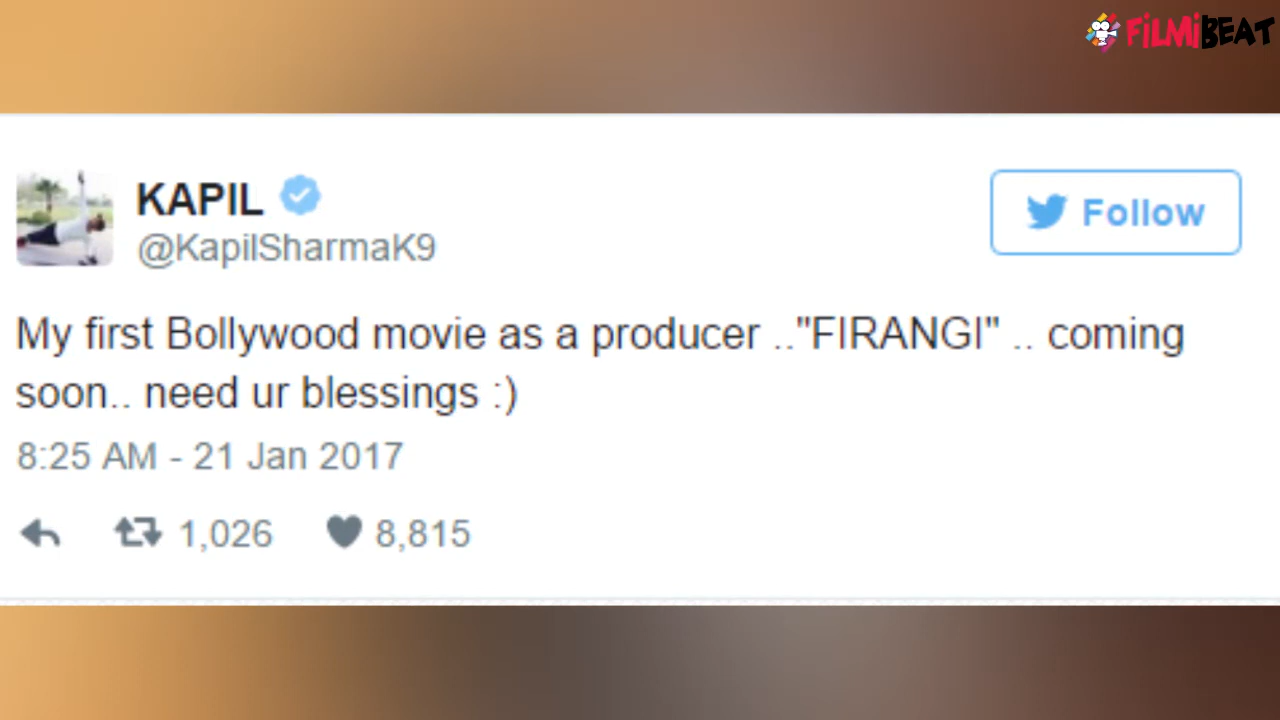 FiLMiBEAT
KAPIL
@KapilSharmaK9
Follow
My first Bollywood movie as a producer .."FIRANGI" .. coming
soon.. need ur blessings :)
8:25 AM - 21 Jan 2017
1,026 8,815